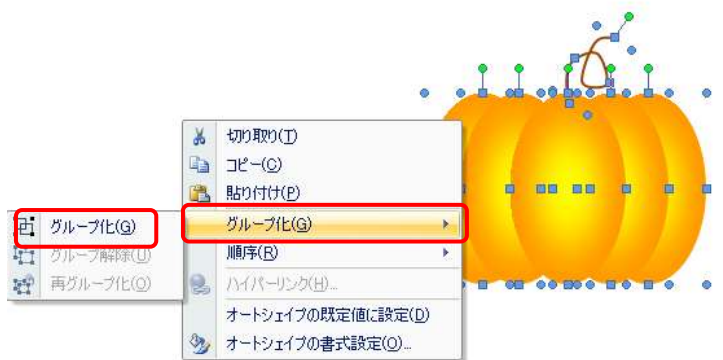 切り取り(T)
コピー(C)
貼り付け(P)
グループ化(G)
順序(R)
ハイパーリンク(H)...
オートシェイプの既定値に設定(D)
オートシェイプの書式設定(O)...
グループ化(G)
グループ解除(U)
再グループ化(O)